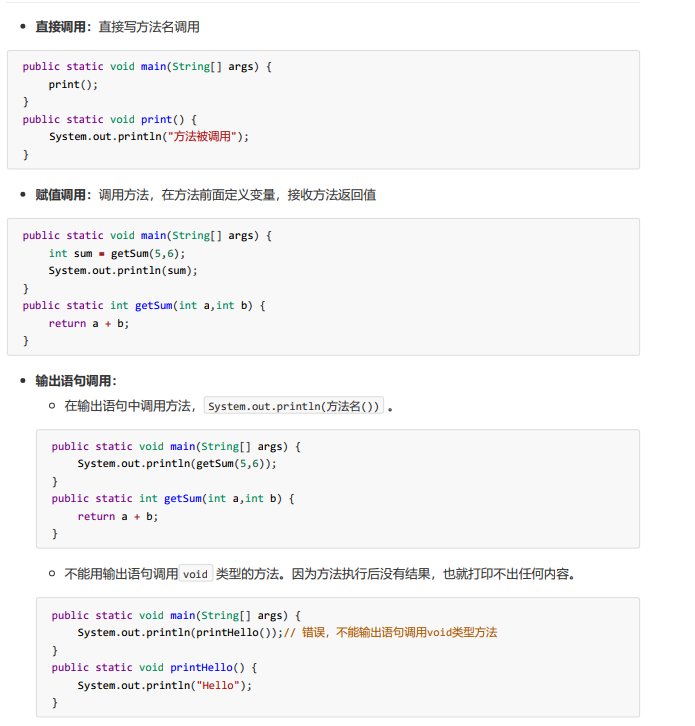 直接调用：直接写方法名调用
public static void main(String[] args) {
    print();
}
public static void print() {
    System.out.println("方法被调用");
}
赋值调用：调用方法，在方法前面定义变量，接收方法返回值
public static void main(String[] args) {
    int sum = getSum(5,6);
    System.out.println(sum);
}
public static int getSum(int a,int b) {
    return a + b;
}
输出语句调用：
在输出语句中调用方法， System.out.println(方法名()) 。
public static void main(String[] args) {
    System.out.println(getSum(5,6));
}
public static int getSum(int a,int b) {
    return a + b;
}
不能用输出语句调用 void 类型的方法。因为方法执行后没有结果，也就打印不出任何内容。
public static void main(String[] args) {
    System.out.println(printHello());// 错误，不能输出语句调用void类型方法
}
public static void printHello() {
    System.out.println("Hello");
}